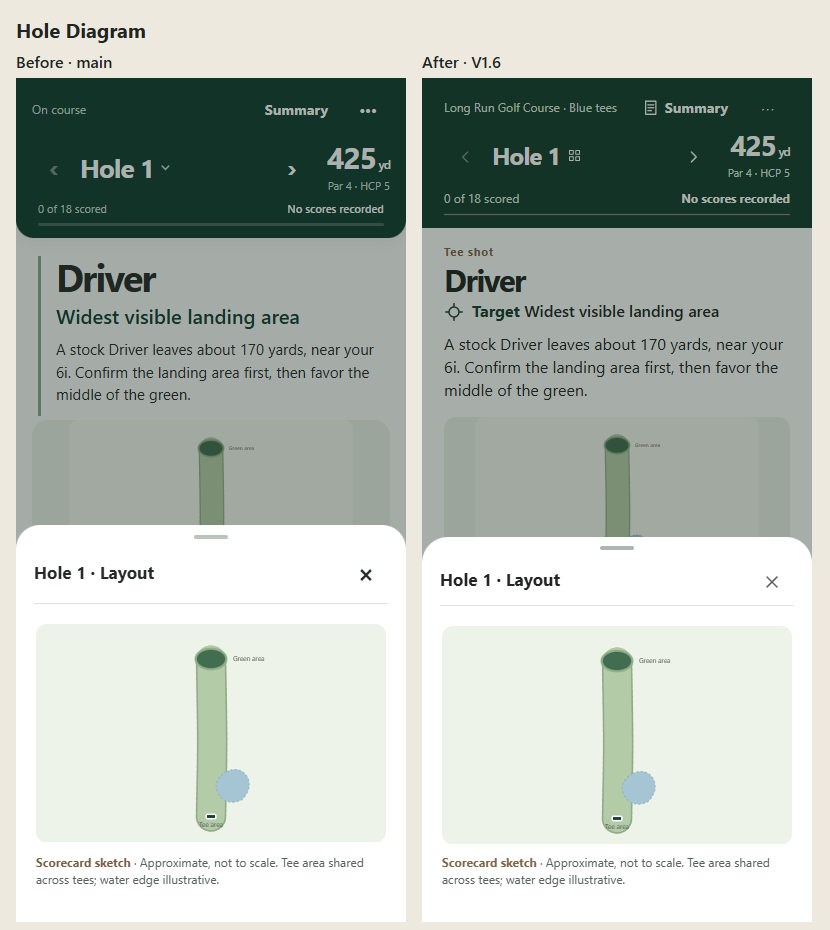 Hole Diagram
Before · main
On course
Summary
•••
Hole 1
425 yd
Par 4 · HCP 5
0 of 18 scored
No scores recorded
Driver
Widest visible landing area
A stock Driver leaves about 170 yards, near your
6i. Confirm the landing area first, then favor the
middle of the green.
Green area
Hole 1 · Layout
Green area
Tee area
Scorecard sketch · Approximate, not to scale. Tee area shared
across tees; water edge illustrative.
After · V1.6
Long Run Golf Course · Blue tees
Summary
···
Hole 1
425 yd
Par 4 · HCP 5
0 of 18 scored
No scores recorded
Tee shot
Driver
Target Widest visible landing area
A stock Driver leaves about 170 yards, near your
6i. Confirm the landing area first, then favor the
middle of the green.
Green area
Hole 1 · Layout
Green area
Tee area
Scorecard sketch · Approximate, not to scale. Tee area shared
across tees; water edge illustrative.